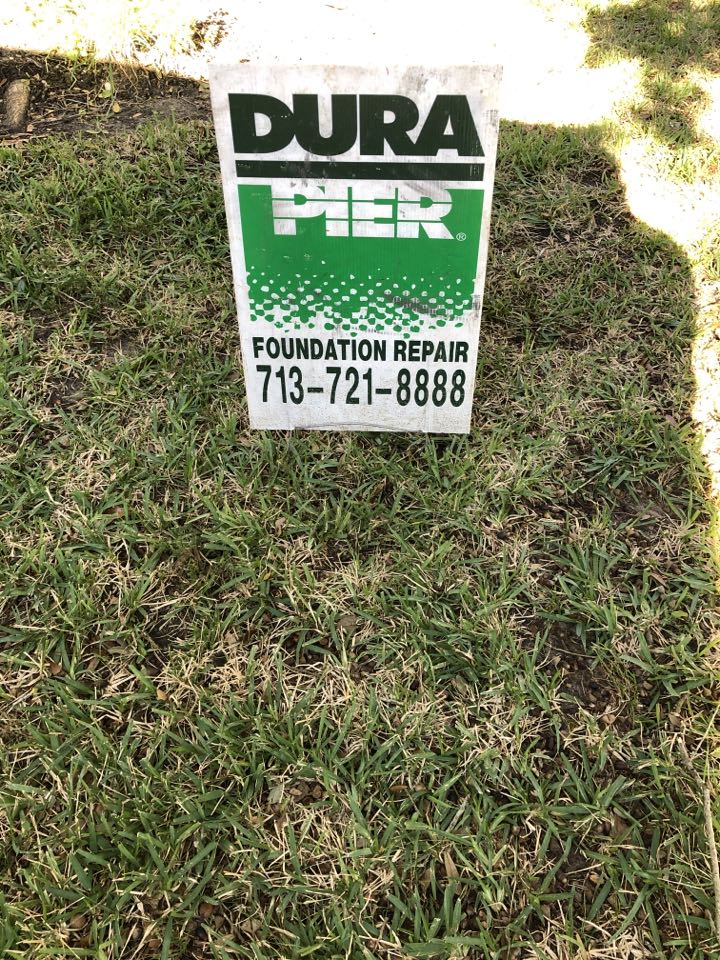 DURA
PIER®
FOUNDATION REPAIR
713-721-8888